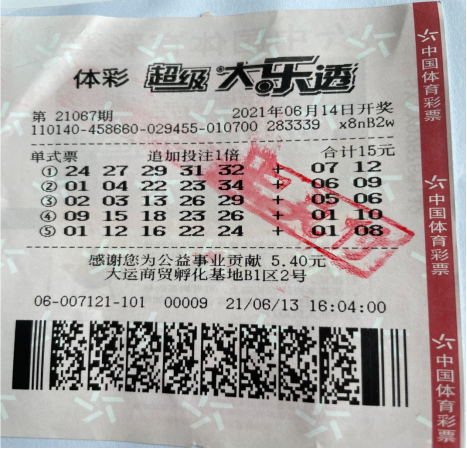 体彩 超级大乐透
第 21067期 2021年06月14日开奖
110140-458660-029455-010700 283339 x8nB2w
单式票 追加投注1倍 合计15元
① 24 27 29 31 32 + 07 12
② 01 04 22 23 34 + 06 09
③ 02 03 13 26 29 + 05 06
④ 09 15 18 23 26 + 01 10
⑤ 01 12 16 22 24 + 01 08
感谢您为公益事业贡献 5.40元
大运商贸孵化基地B1区2号
06-007121-101 00009 21/06/13 16:04:00
中国体育彩票
中国体育彩票
中国体育彩票